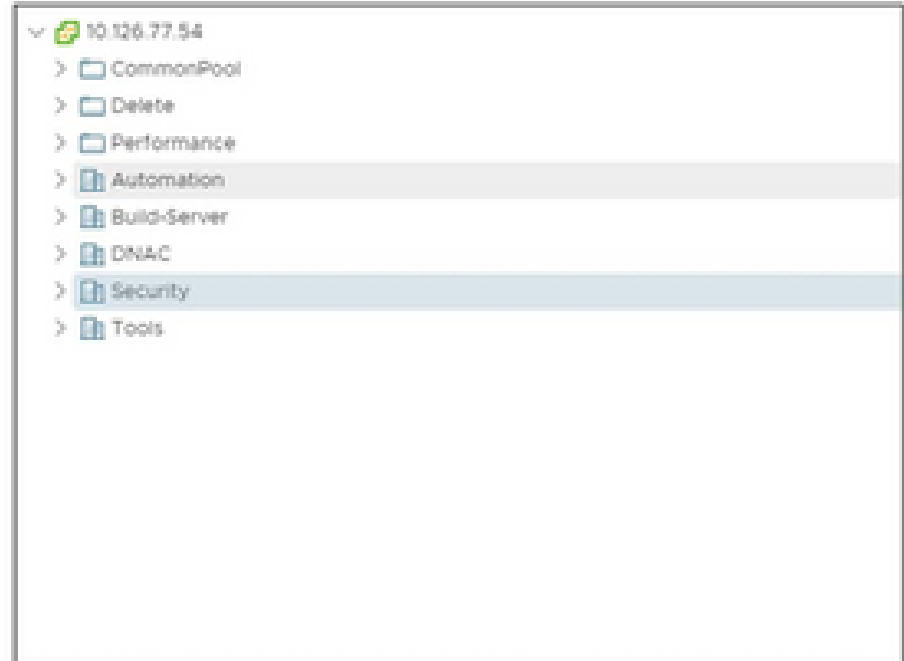 10.126.77.54
CommonPool
Delete
Performance
Automation
Build-Server
DNAC
Security
Tools